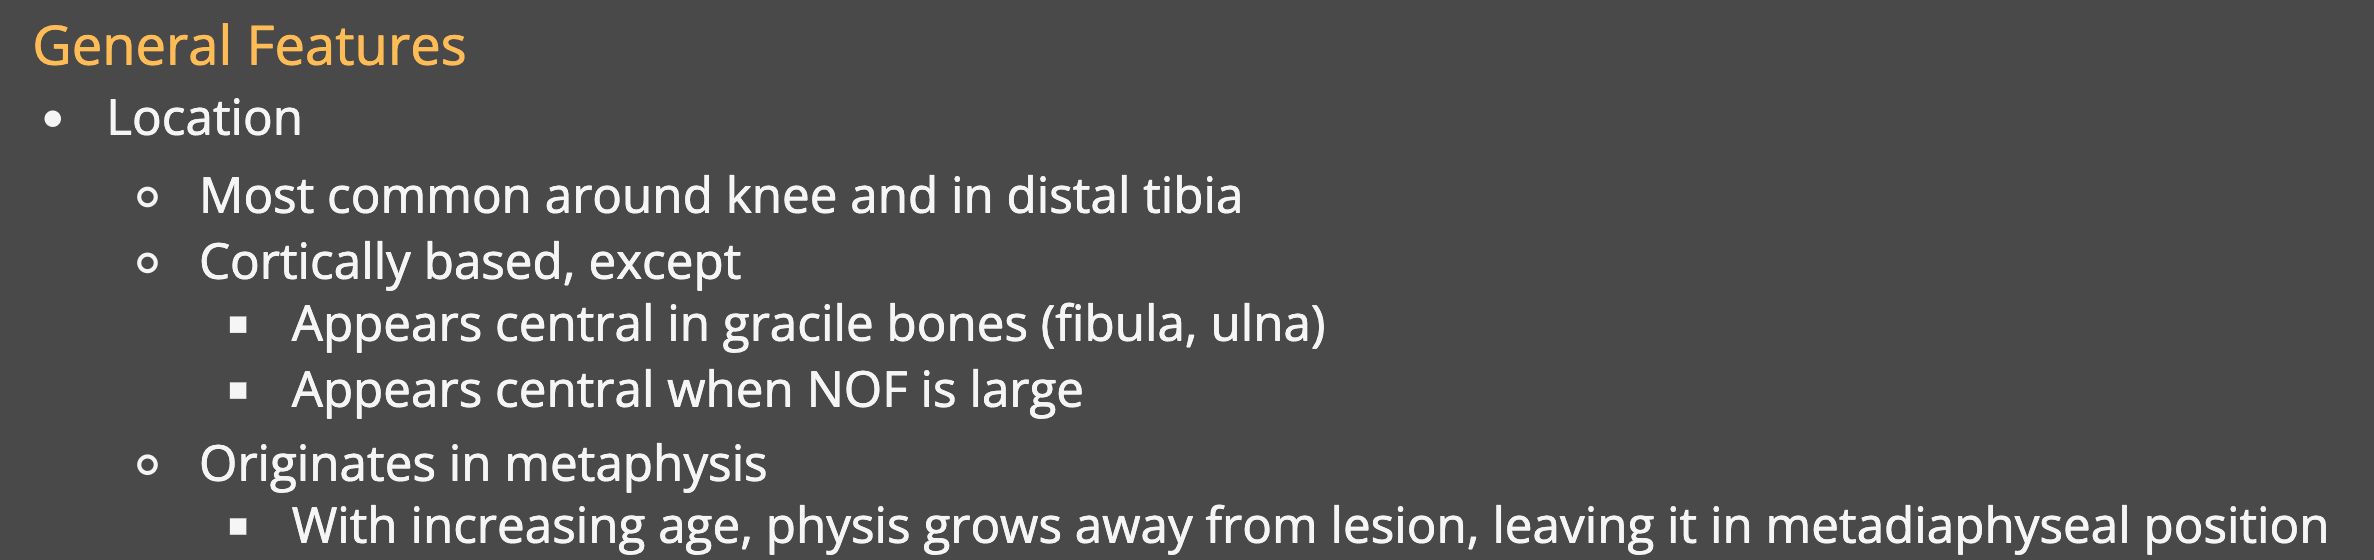 General Features
• Location
○ Most common around knee and in distal tibia
○ Cortically based, except
▪ Appears central in gracile bones (fibula, ulna)
▪ Appears central when NOF is large
○ Originates in metaphysis
▪ With increasing age, physis grows away from lesion, leaving it in metadiaphyseal position